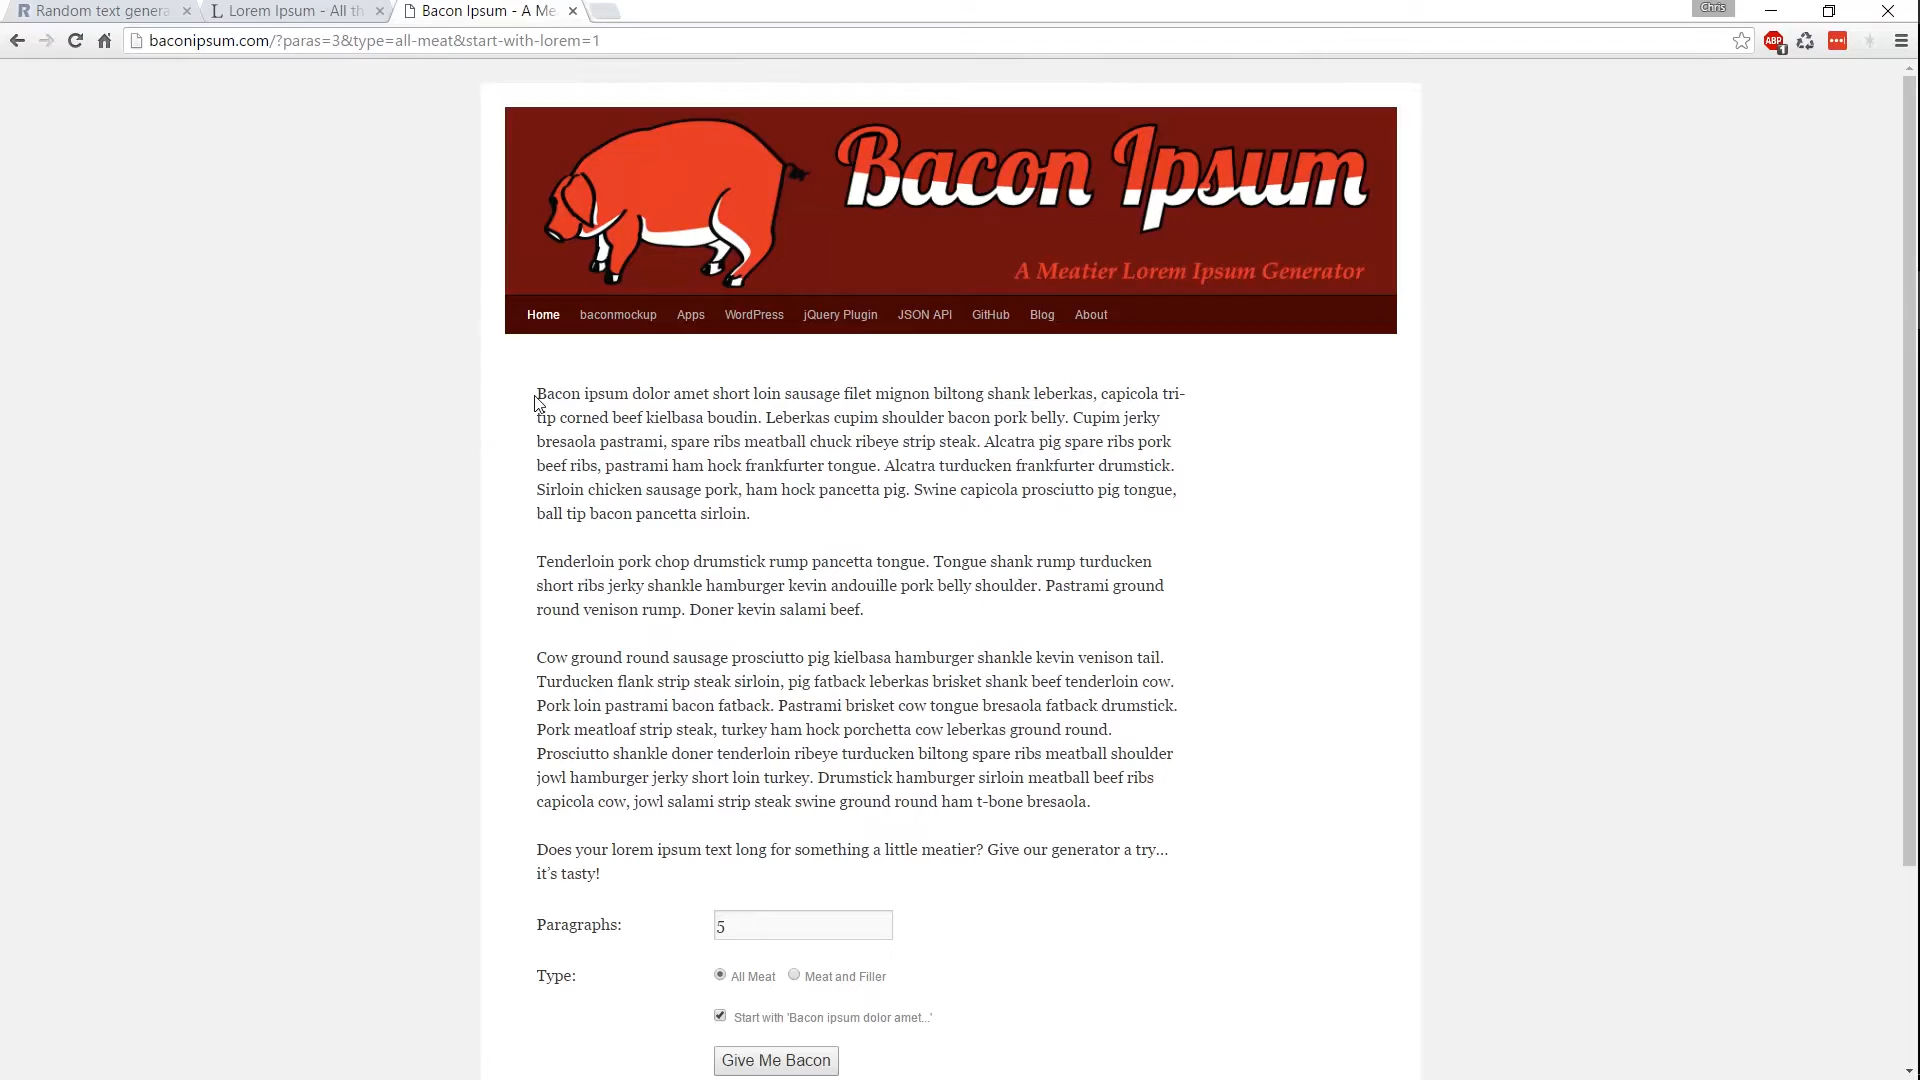 Random text genera
Lorem Ipsum - All th
Bacon Ipsum - A Me
Chris
baconipsum.com/?paras=3&type=all-meat&start-with-lorem=1
ABP
1
Bacon Ipsum
A Meatier Lorem Ipsum Generator
Home baconmockup Apps WordPress jQuery Plugin JSON API GitHub Blog About
Bacon ipsum dolor amet short loin sausage filet mignon biltong shank leberkas, capicola tri-
tip corned beef kielbasa boudin. Leberkas cupim shoulder bacon pork belly. Cupim jerky
bresaola pastrami, spare ribs meatball chuck ribeye strip steak. Alcatra pig spare ribs pork
beef ribs, pastrami ham hock frankfurter tongue. Alcatra turducken frankfurter drumstick.
Sirloin chicken sausage pork, ham hock pancetta pig. Swine capicola prosciutto pig tongue,
ball tip bacon pancetta sirloin.
Tenderloin pork chop drumstick rump pancetta tongue. Tongue shank rump turducken
short ribs jerky shankle hamburger kevin andouille pork belly shoulder. Pastrami ground
round venison rump. Doner kevin salami beef.
Cow ground round sausage prosciutto pig kielbasa hamburger shankle kevin venison tail.
Turducken flank strip steak sirloin, pig fatback leberkas brisket shank beef tenderloin cow.
Pork loin pastrami bacon fatback. Pastrami brisket cow tongue bresaola fatback drumstick.
Pork meatloaf strip steak, turkey ham hock porchetta cow leberkas ground round.
Prosciutto shankle doner tenderloin ribeye turducken biltong spare ribs meatball shoulder
jowl hamburger jerky short loin turkey. Drumstick hamburger sirloin meatball beef ribs
capicola cow, jowl salami strip steak swine ground round ham t-bone bresaola.
Does your lorem ipsum text long for something a little meatier? Give our generator a try…
it’s tasty!
Paragraphs: 5
Type: All Meat Meat and Filler
Start with 'Bacon ipsum dolor amet...'
Give Me Bacon